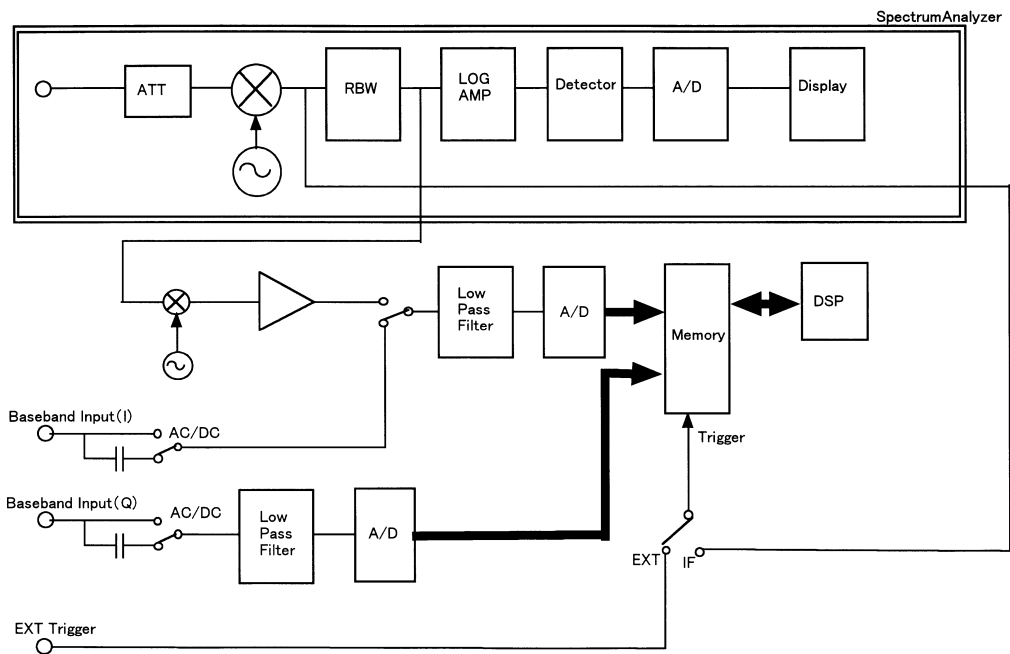 SpectrumAnalyzer
ATT
RBW
LOG
AMP
Detector
A/D
Display
Low
Pass
Filter
A/D
Memory
DSP
Baseband Input(I)
AC/DC
Trigger
Baseband Input(Q)
AC/DC
Low
Pass
Filter
A/D
EXT
IF
EXT Trigger